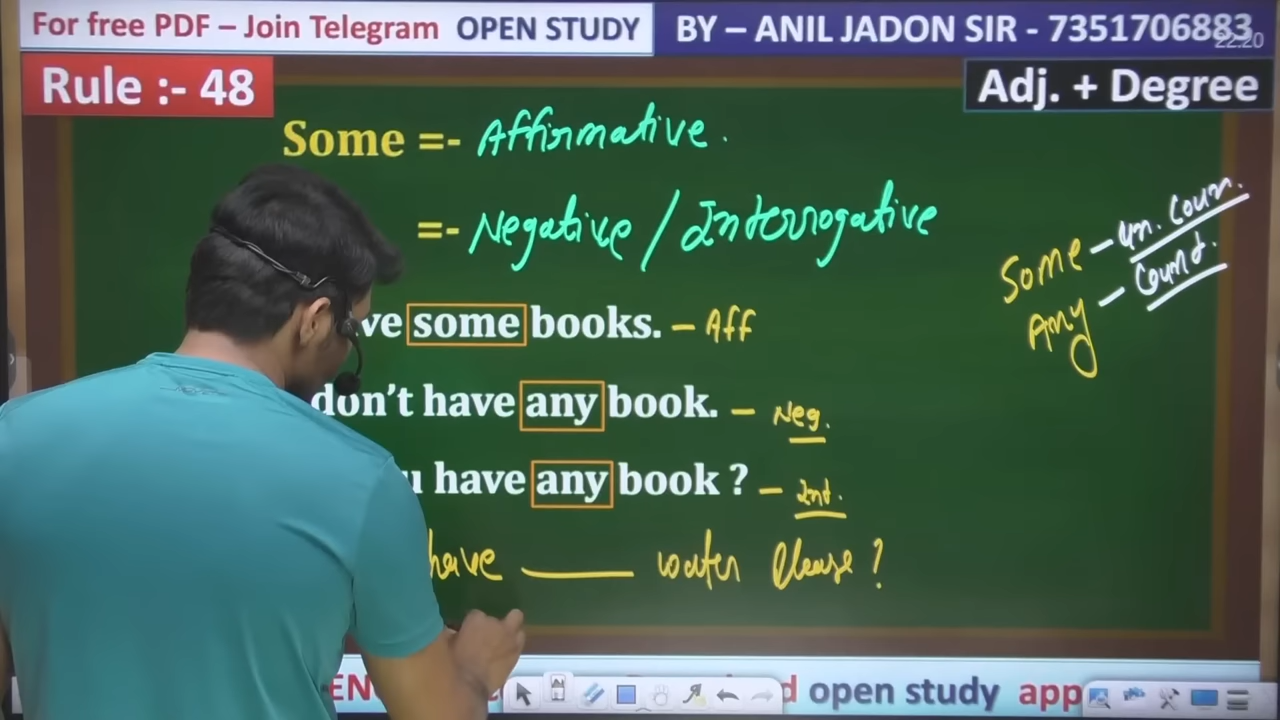 For free PDF – Join Telegram OPEN STUDY BY – ANIL JADON SIR - 7351706883
22:20
Rule :- 48
Adj. + Degree
Some =- Affirmative.
=- Negative / Interrogative
Some – Un. Coun.
Any – Count.
ve some books. – Aff
don't have any book. – Neg.
u have any book ? – Int.
have ____ water please ?
EN
d open study app